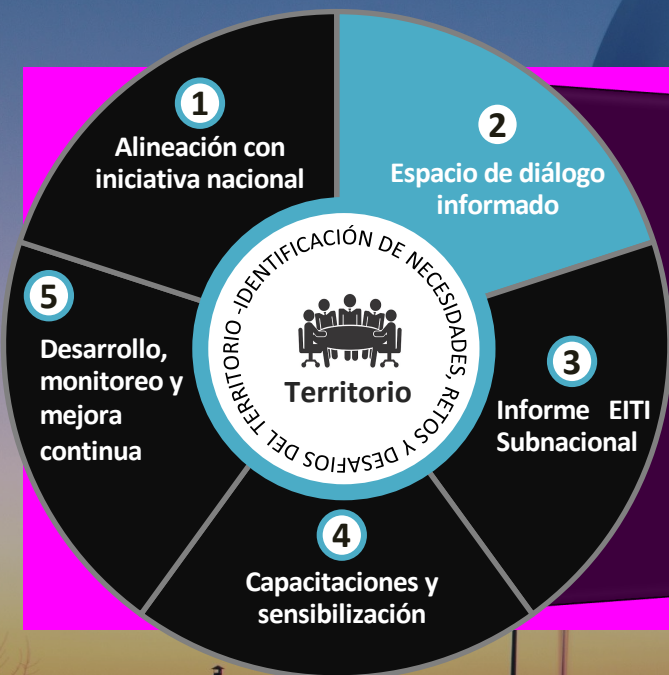 1
Alineación con
iniciativa nacional
2
Espacio de diálogo
informado
3
Informe EITI
Subnacional
4
Capacitaciones y
sensibilización
5
Desarrollo,
monitoreo y
mejora
continua
IDENTIFICACIÓN DE NECESIDADES, RETOS Y DESAFIOS DEL TERRITORIO -
Territorio